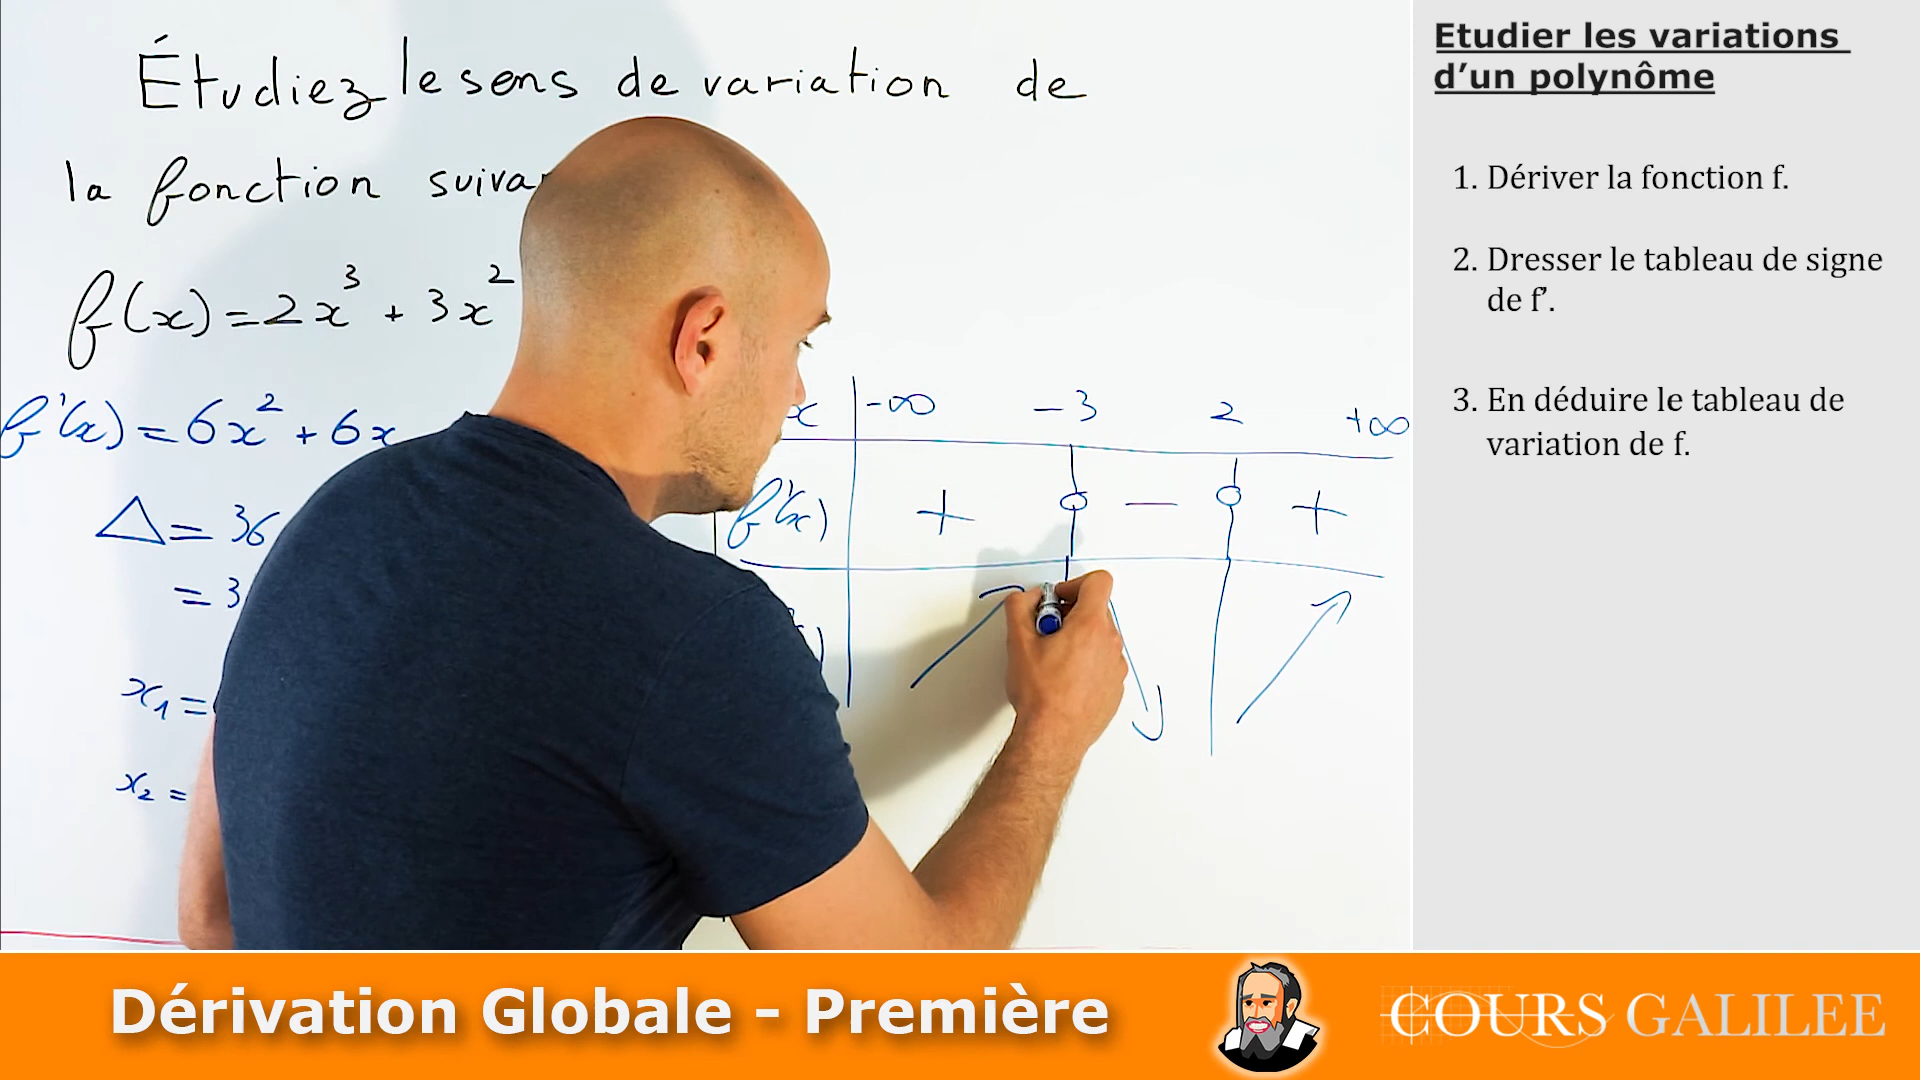 Étudiez le sens de variation de
la fonction
f(x) = 2x³ + 3x²
f'(x) = 6x² + 6x
Δ = 36
= 3
x₁ =
x₂ =
x -∞ -3 2 +∞
f'(x) + 0 - 0 +
Etudier les variations
d’un polynôme
1. Dériver la fonction f.
2. Dresser le tableau de signe
de f’.
3. En déduire le tableau de
variation de f.
Dérivation Globale - Première
COURS GALILEE